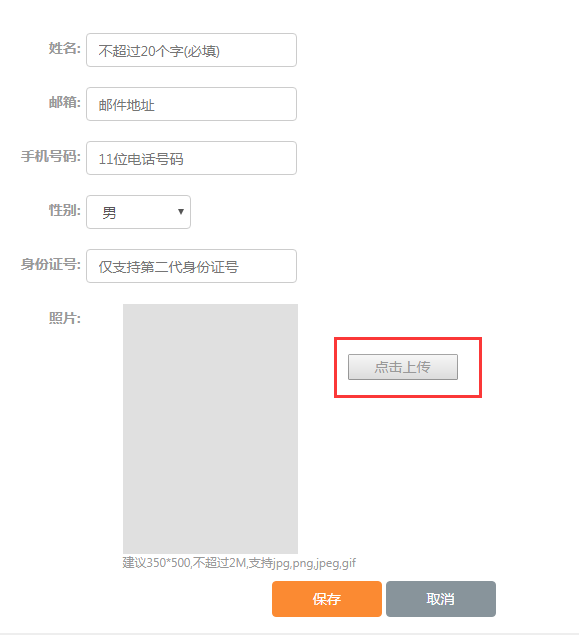 姓名: 不超过20个字(必填)
邮箱: 邮件地址
手机号码: 11位电话号码
性别: 男
身份证号: 仅支持第二代身份证号
照片:
点击上传
建议350*500,不超过2M,支持jpg,png,jpeg,gif
保存 取消